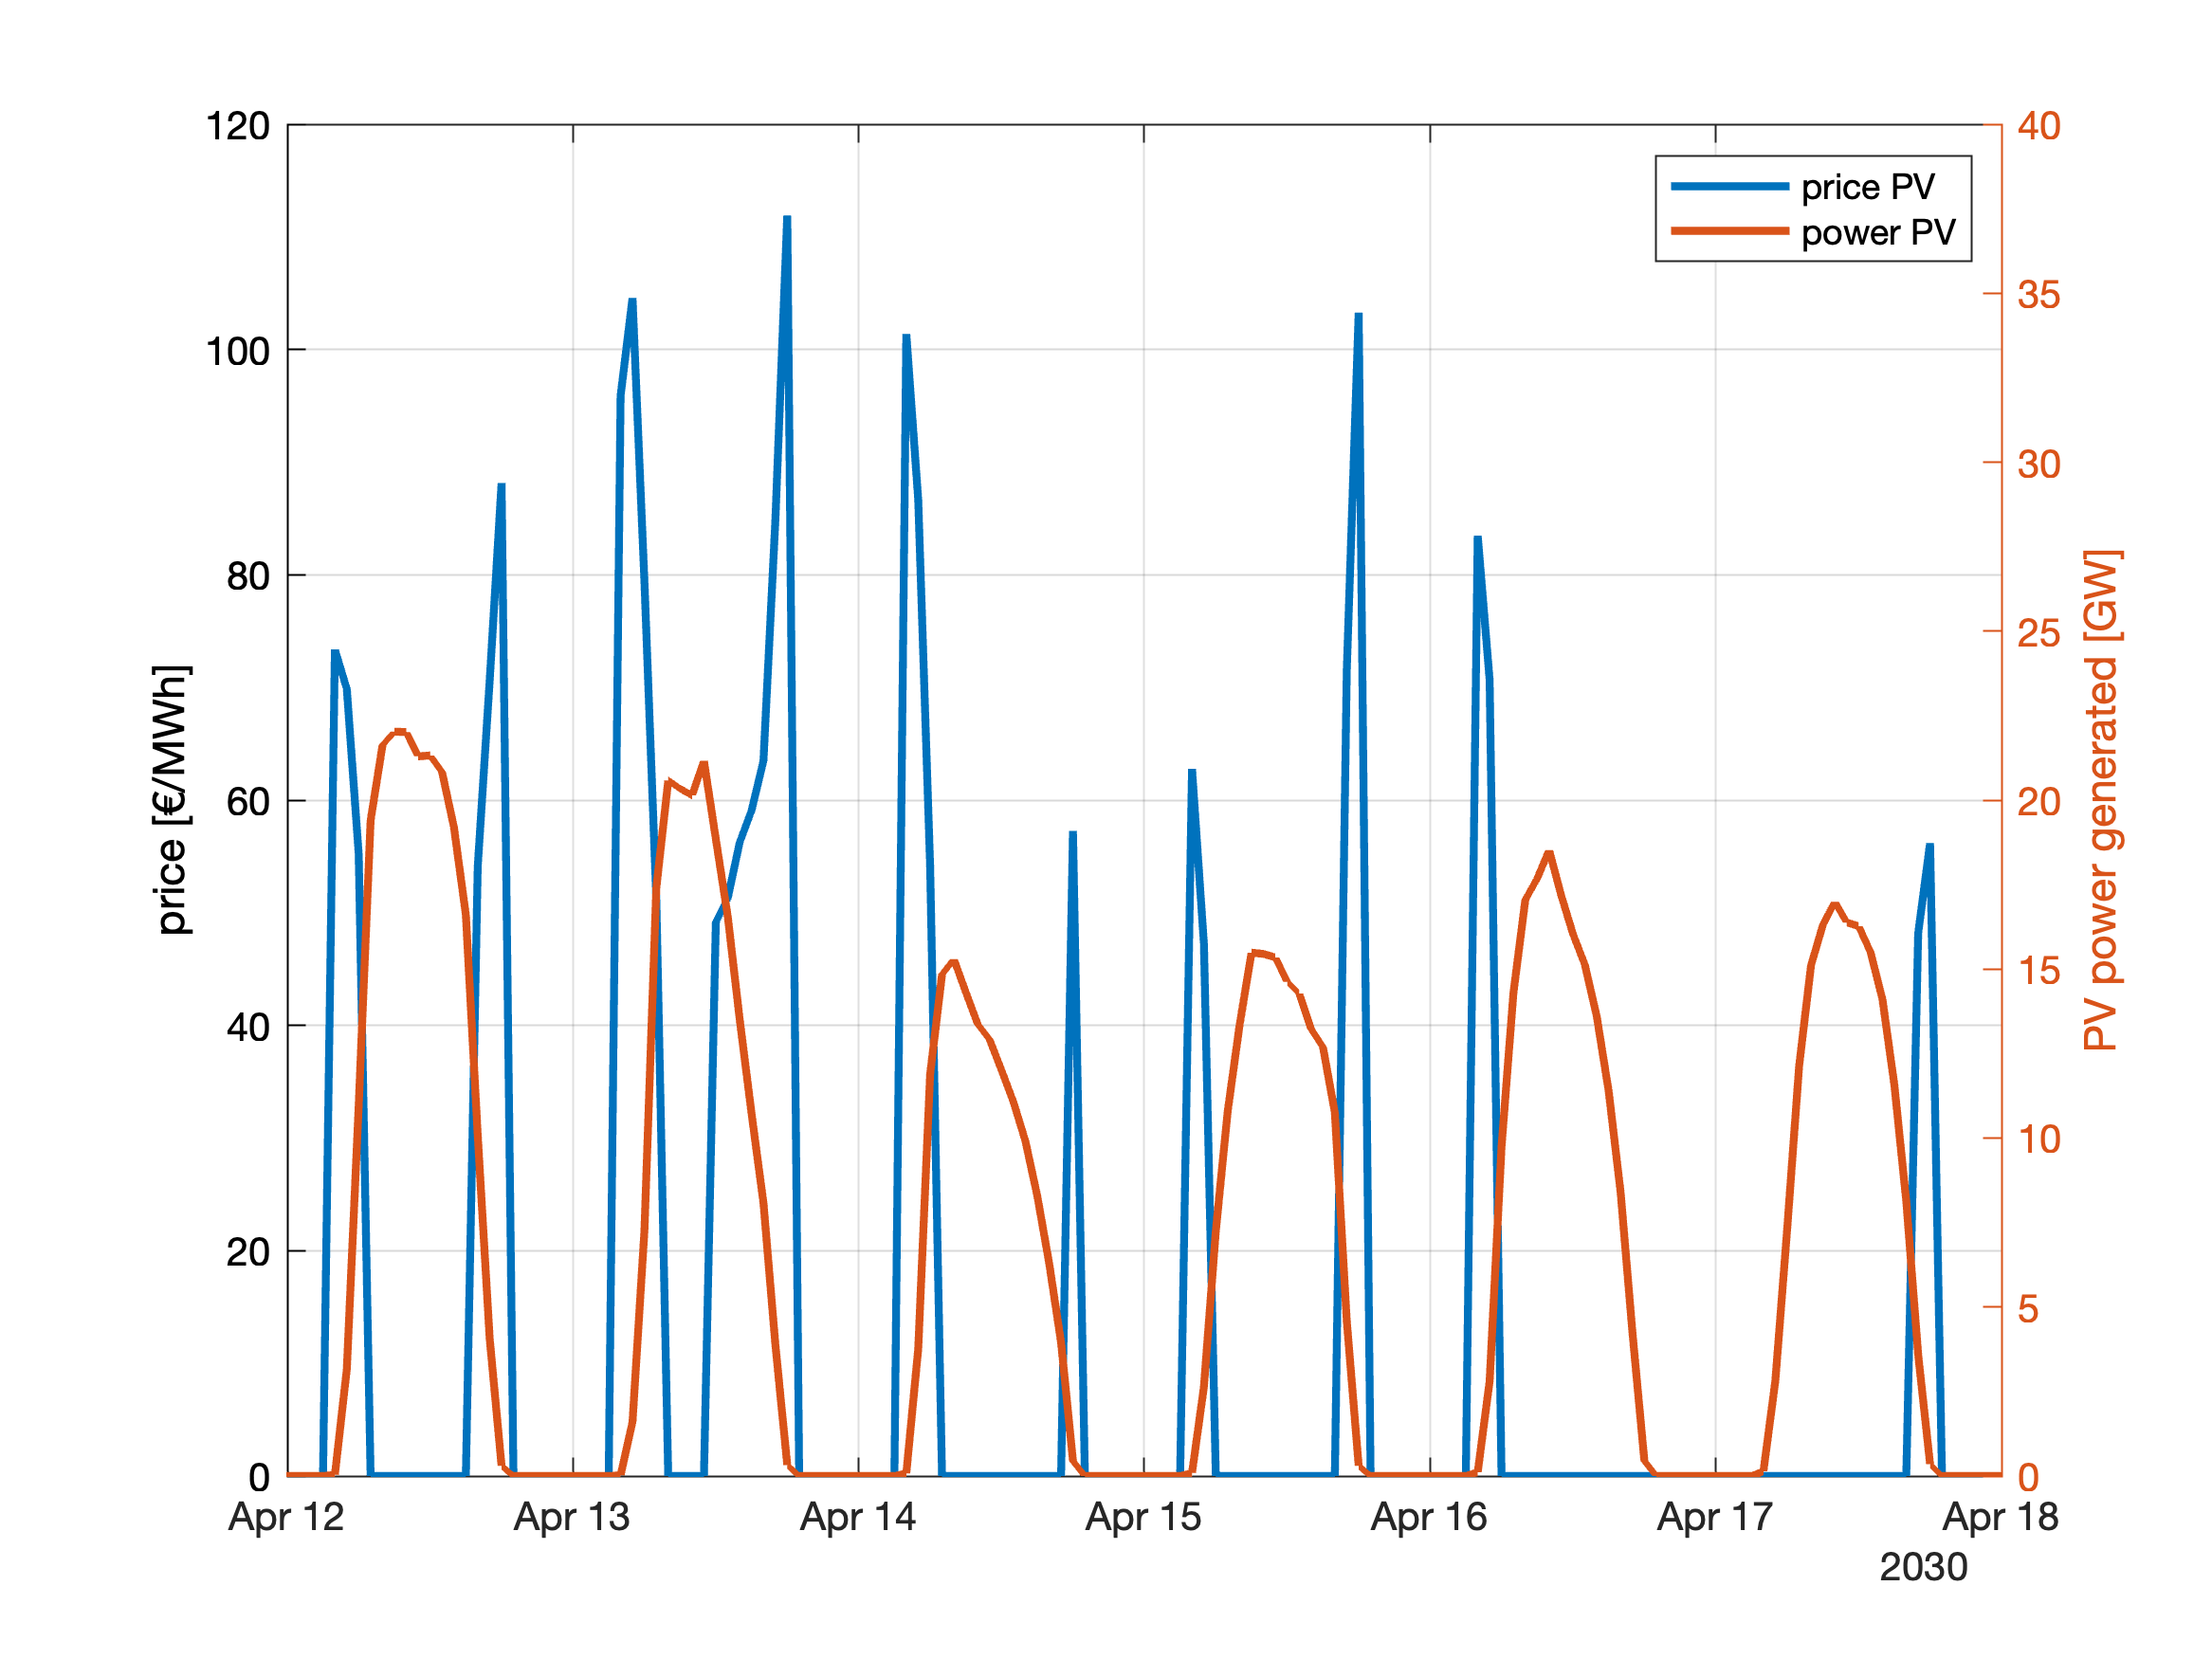 120
100
80
60
40
20
0
price [€/MWh]
40
35
30
25
20
15
10
5
0
PV power generated [GW]
price PV
power PV
Apr 12
Apr 13
Apr 14
Apr 15
Apr 16
Apr 17
Apr 18
2030